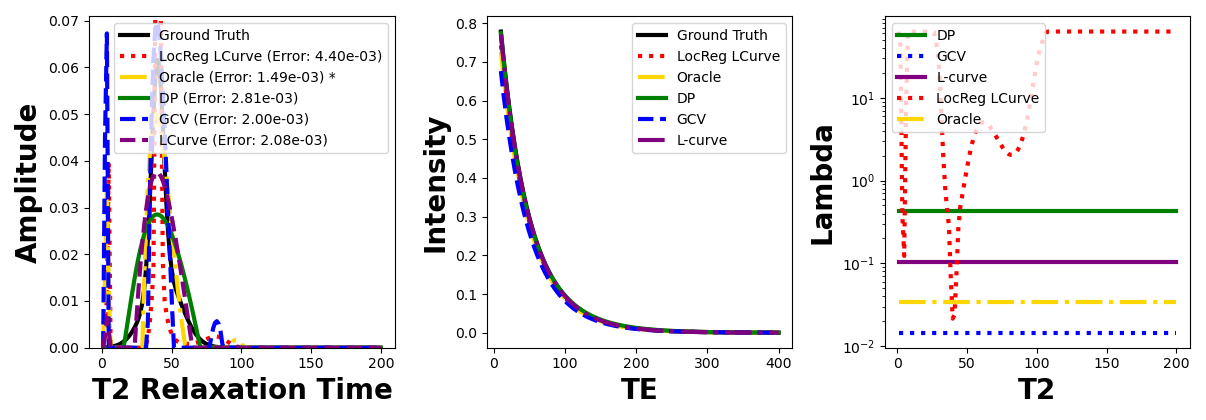 Amplitude
0.07
0.06
0.05
0.04
0.03
0.02
0.01
0.00
Ground Truth
LocReg LCurve (Error: 4.40e-03)
Oracle (Error: 1.49e-03) *
DP (Error: 2.81e-03)
GCV (Error: 2.00e-03)
LCurve (Error: 2.08e-03)
0 50 100 150 200
T2 Relaxation Time
Intensity
0.8
0.7
0.6
0.5
0.4
0.3
0.2
0.1
0.0
Ground Truth
LocReg LCurve
Oracle
DP
GCV
L-curve
0 100 200 300 400
TE
Lambda
10¹
10⁰
10⁻¹
10⁻²
DP
GCV
L-curve
LocReg LCurve
Oracle
0 50 100 150 200
T2